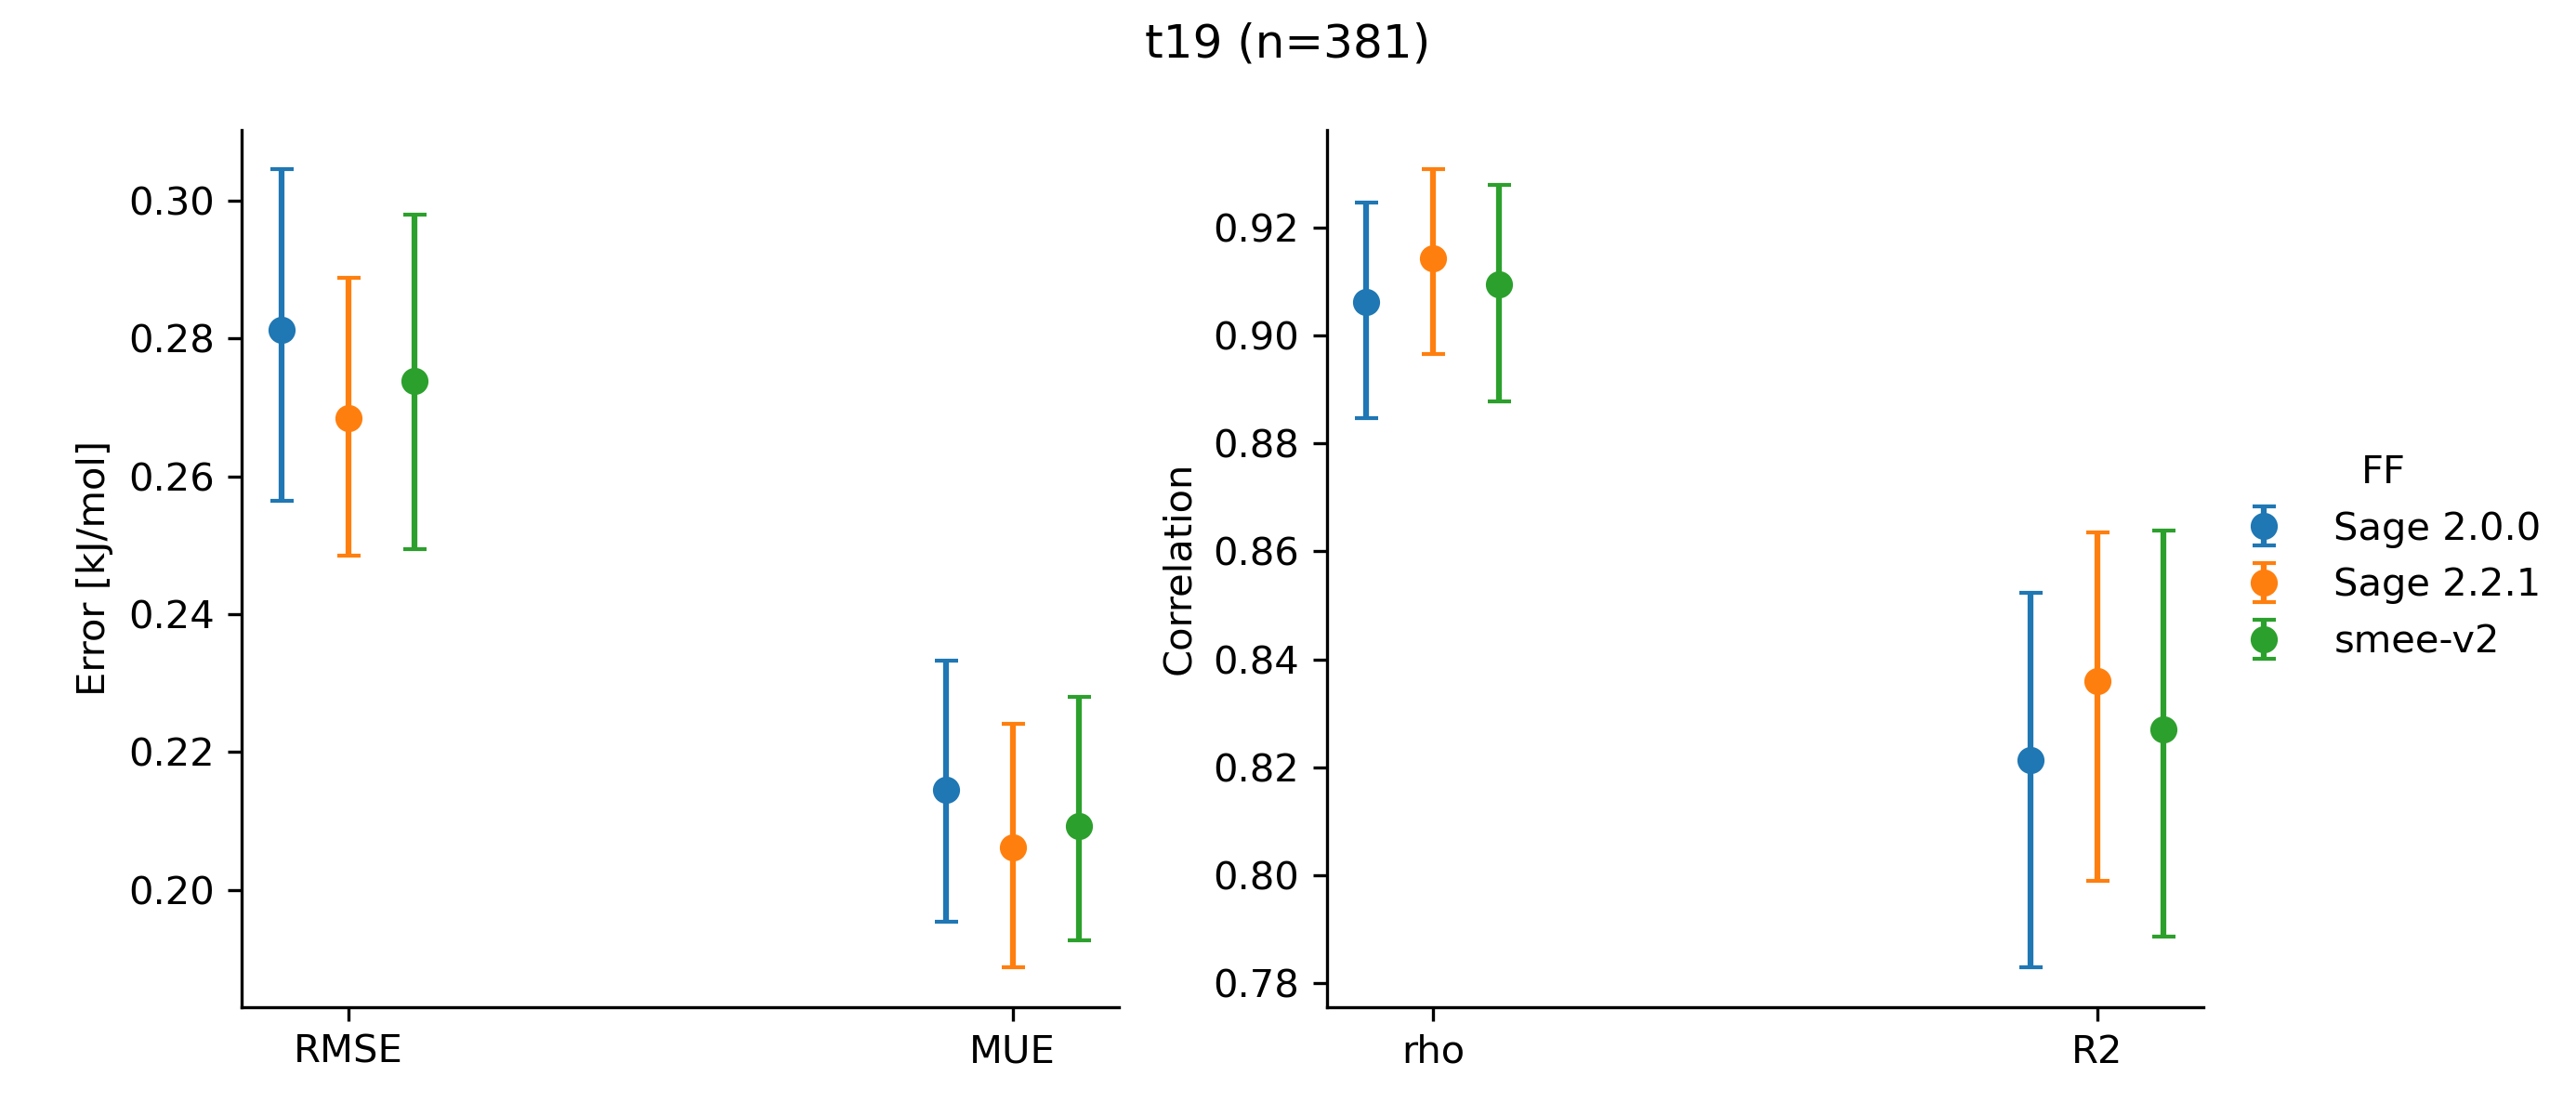 t19 (n=381)
Error [kJ/mol]
0.30
0.28
0.26
0.24
0.22
0.20
RMSE
MUE
Correlation
0.92
0.90
0.88
0.86
0.84
0.82
0.80
0.78
rho
R2
FF
Sage 2.0.0
Sage 2.2.1
smee-v2